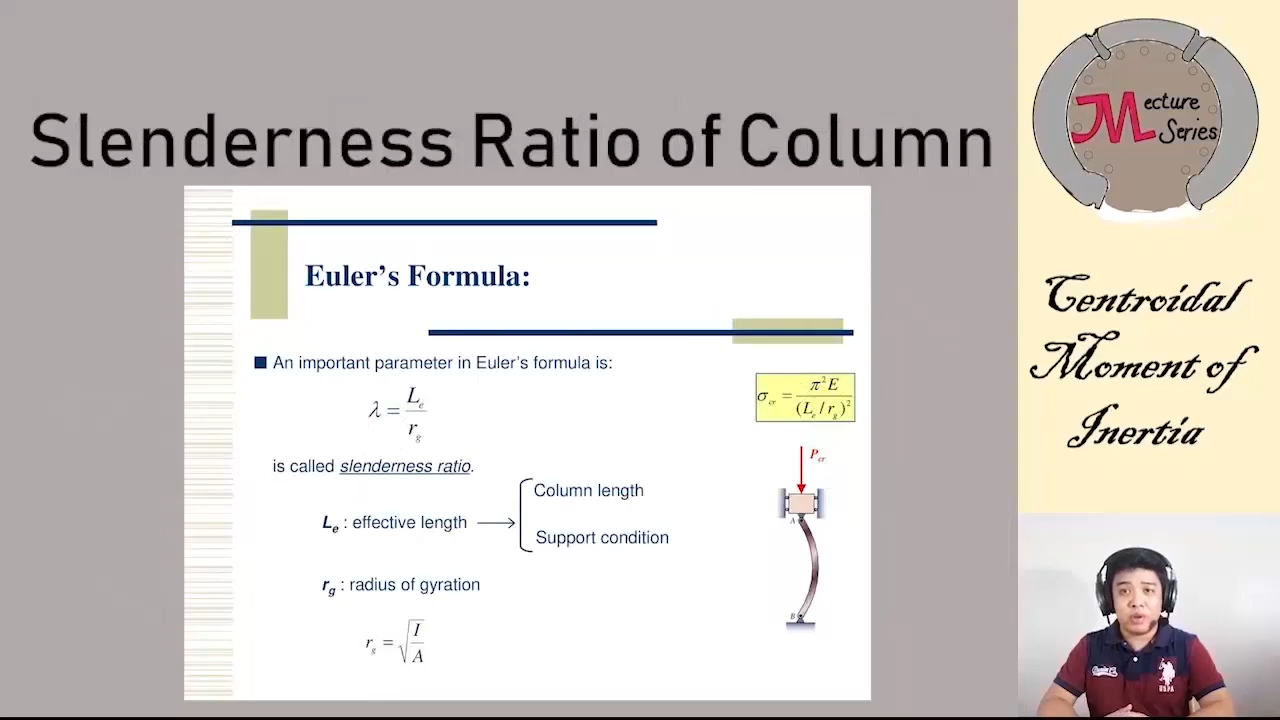 Slenderness Ratio of Column
Euler's Formula:
An important parameter in Euler's formula is:
λ = Le / rg
is called slenderness ratio.
Le : effective length
Column length
Support condition
rg : radius of gyration
rg = √(I / A)
σcr = π²E / (Le / rg)²
Pcr
A
B
JM ecture
Series
Centroidal
Moment of
Inertia
U.S.P.A